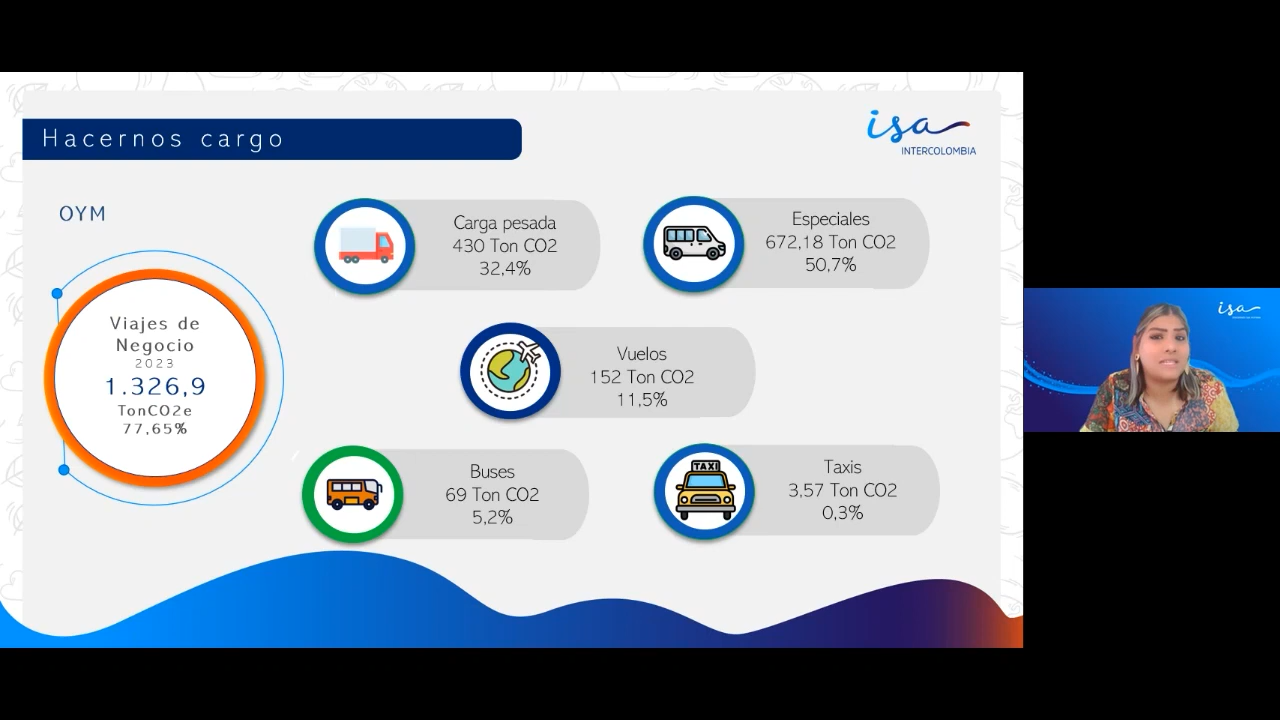 Hacernos cargo
isa
INTERCOLOMBIA
OYM
Viajes de
Negocio
2023
1.326,9
TonCO2e
77,65%
Carga pesada
430 Ton CO2
32,4%
Especiales
672,18 Ton CO2
50,7%
Vuelos
152 Ton CO2
11,5%
Buses
69 Ton CO2
5,2%
TAXI
Taxis
3,57 Ton CO2
0,3%
isa